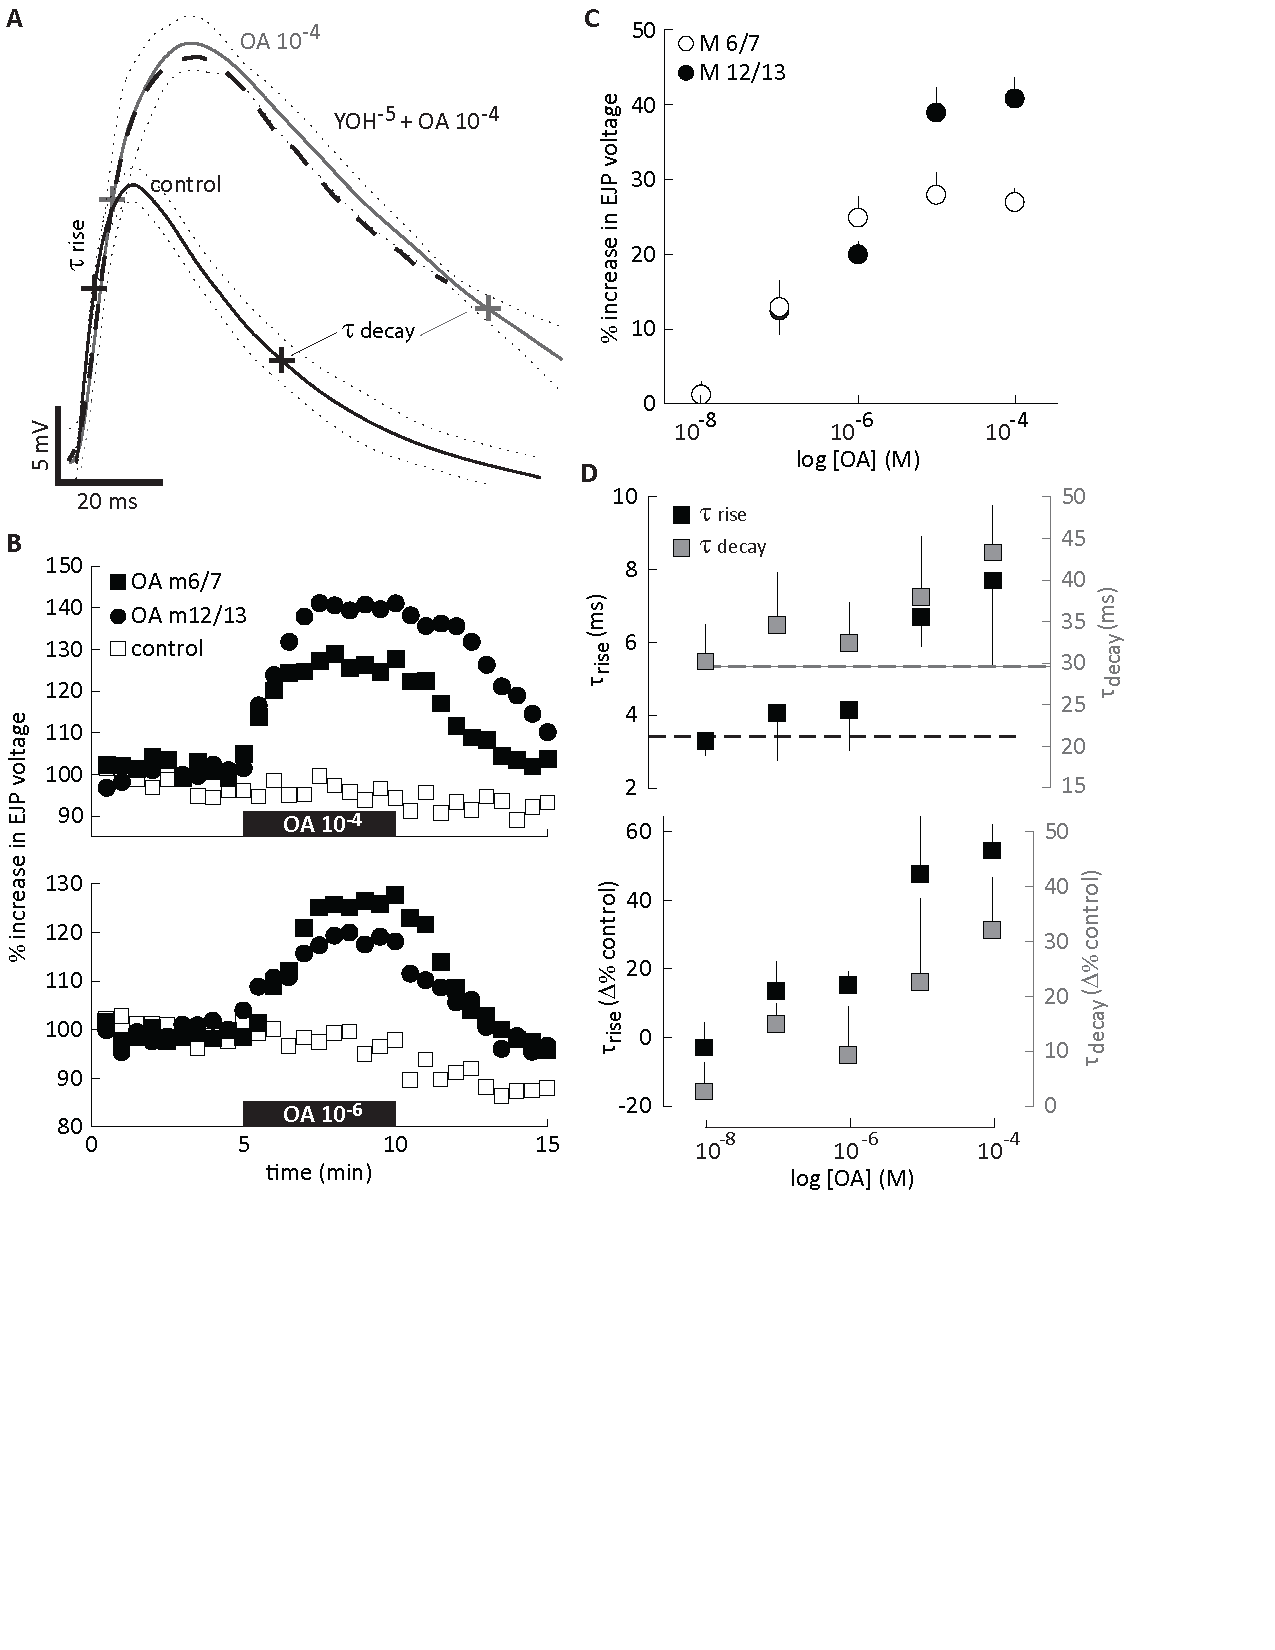 A
OA 10-4
YOH-5 + OA 10-4
control
τ rise
τ decay
5 mV
20 ms
B
% increase in EJP voltage
150
140
130
120
110
100
90
OA m6/7
OA m12/13
control
OA 10-4
130
120
110
100
90
80
OA 10-6
0 5 10 15
time (min)
C
% increase in EJP voltage
50
40
30
20
10
0
M 6/7
M 12/13
10-8 10-6 10-4
log [OA] (M)
D
τrise (ms)
10
8
6
4
2
τ rise
τ decay
50
45
40
35
30
25
20
15
τdecay (ms)
τrise (Δ% control)
60
40
20
0
-20
50
40
30
20
10
0
τdecay (Δ% control)
10-8 10-6 10-4
log [OA] (M)